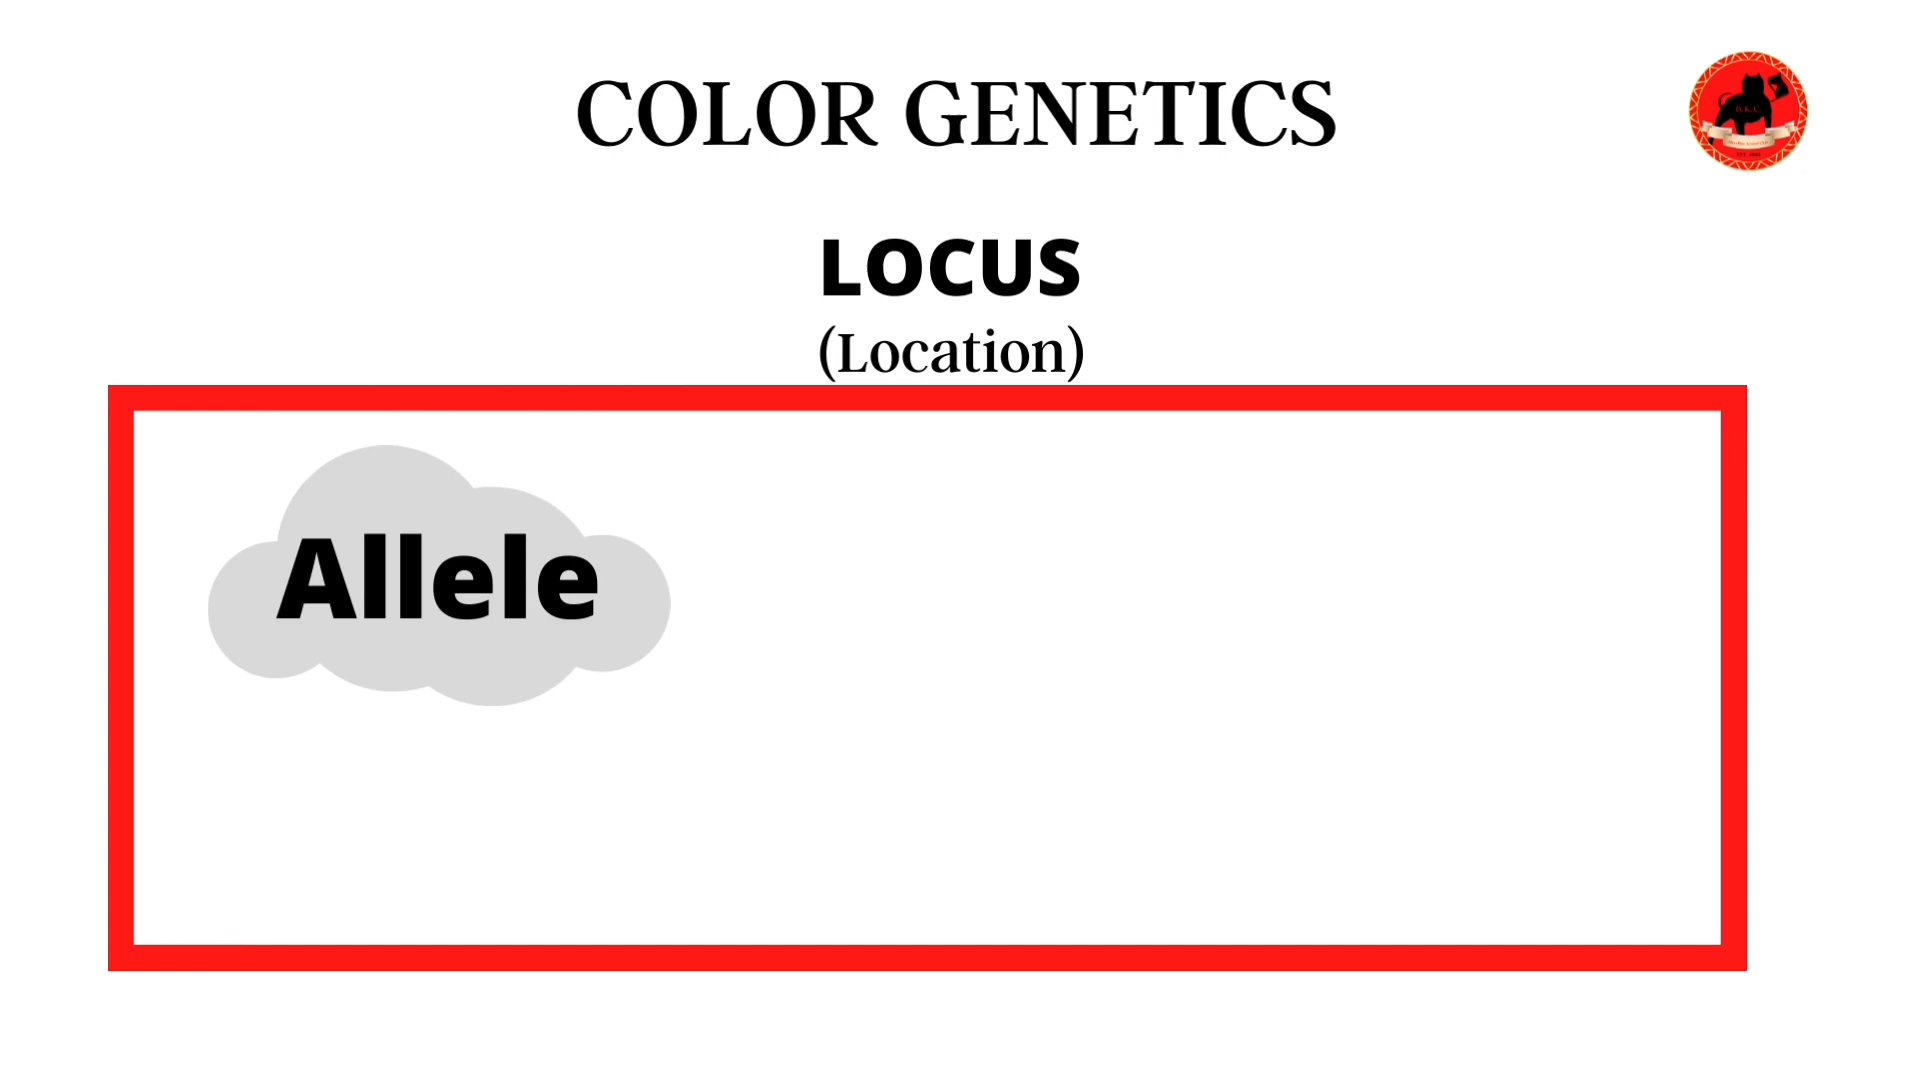 COLOR GENETICS
D. K. C.
LOCUS
(Location)
Allele